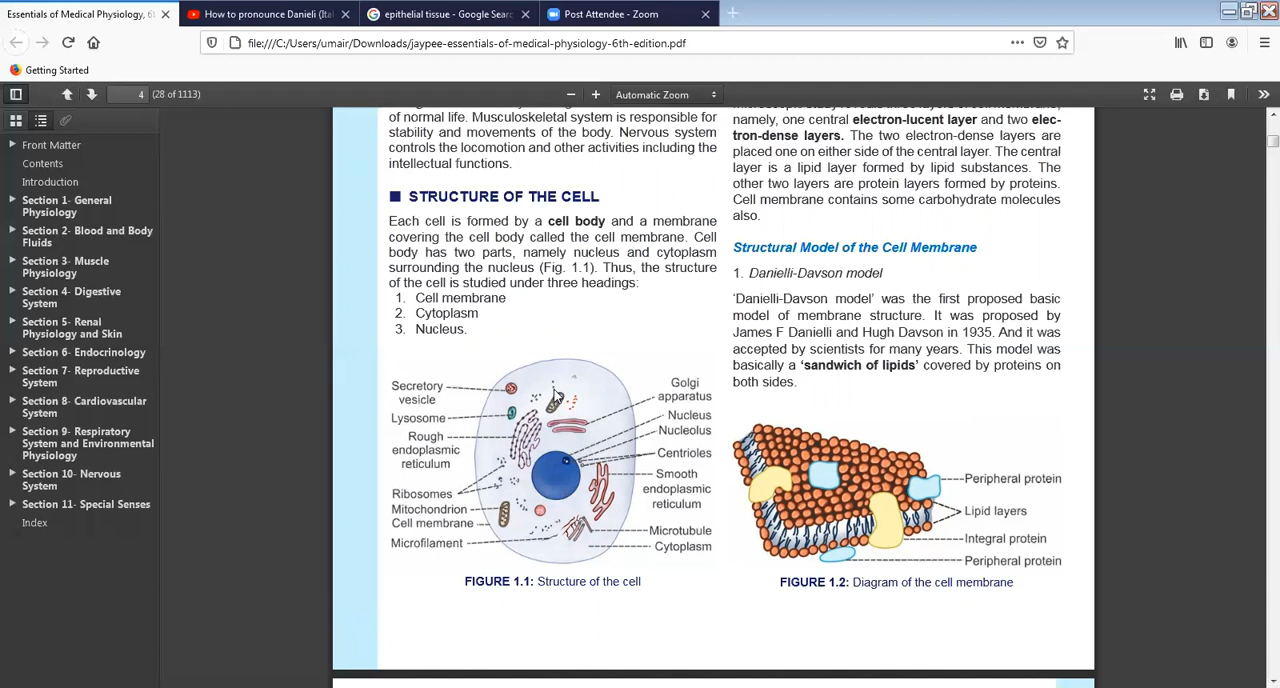 Essentials of Medical Physiology, 6
How to pronounce Danieli (Ita
epithelial tissue - Google Searc
Post Attendee - Zoom
file:///C:/Users/umair/Downloads/jaypee-essentials-of-medical-physiology-6th-edition.pdf
Getting Started
4 (28 of 1113)
Automatic Zoom
Front Matter
Contents
Introduction
Section 1- General
Physiology
Section 2- Blood and Body
Fluids
Section 3- Muscle
Physiology
Section 4- Digestive
System
Section 5- Renal
Physiology and Skin
Section 6- Endocrinology
Section 7- Reproductive
System
Section 8- Cardiovascular
System
Section 9- Respiratory
System and Environmental
Physiology
Section 10- Nervous
System
Section 11- Special Senses
Index
of normal life. Musculoskeletal system is responsible for
stability and movements of the body. Nervous system
controls the locomotion and other activities including the
intellectual functions.
STRUCTURE OF THE CELL
Each cell is formed by a cell body and a membrane
covering the cell body called the cell membrane. Cell
body has two parts, namely nucleus and cytoplasm
surrounding the nucleus (Fig. 1.1). Thus, the structure
of the cell is studied under three headings:
1. Cell membrane
2. Cytoplasm
3. Nucleus.
Secretory
vesicle
Lysosome
Rough
endoplasmic
reticulum
Ribosomes
Mitochondrion
Cell membrane
Microfilament
Golgi
apparatus
Nucleus
Nucleolus
Centrioles
Smooth
endoplasmic
reticulum
Microtubule
Cytoplasm
FIGURE 1.1: Structure of the cell
namely, one central electron-lucent layer and two elec-
tron-dense layers. The two electron-dense layers are
placed one on either side of the central layer. The central
layer is a lipid layer formed by lipid substances. The
other two layers are protein layers formed by proteins.
Cell membrane contains some carbohydrate molecules
also.
Structural Model of the Cell Membrane
1. Danielli-Davson model
'Danielli-Davson model' was the first proposed basic
model of membrane structure. It was proposed by
James F Danielli and Hugh Davson in 1935. And it was
accepted by scientists for many years. This model was
basically a 'sandwich of lipids' covered by proteins on
both sides.
Peripheral protein
Lipid layers
Integral protein
Peripheral protein
FIGURE 1.2: Diagram of the cell membrane